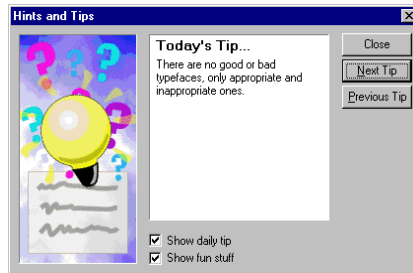 Hints and Tips
Today's Tip...
There are no good or bad
typefaces, only appropriate and
inappropriate ones.
Close
Next Tip
Previous Tip
Show daily tip
Show fun stuff